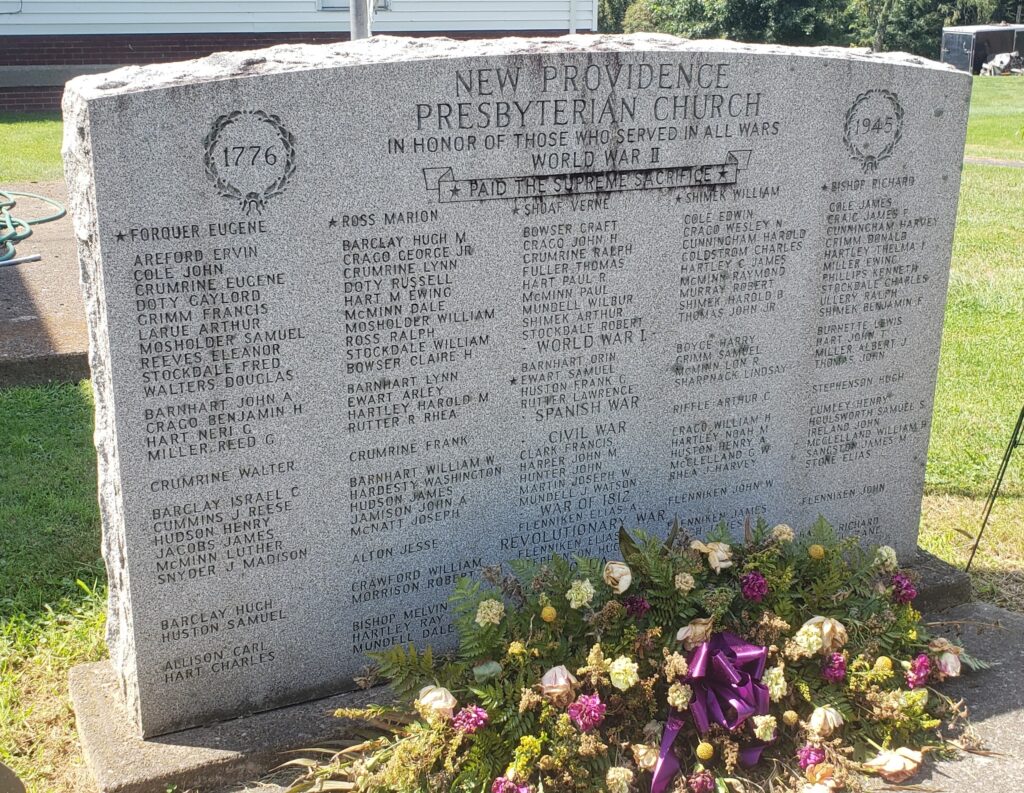 NEW PROVIDENCE
PRESBYTERIAN CHURCH
IN HONOR OF THOSE WHO SERVED IN ALL WARS
WORLD WAR II
★ PAID THE SUPREME SACRIFICE ★
1776
1945
★ FORQUER EUGENE
AREFORD ERVIN
COLE JOHN
CRUMRINE EUGENE
DOTY GAYLORD
GRIMM FRANCIS
LARUE ARTHUR
MOSHOLDER SAMUEL
REEVES ELEANOR
STOCKDALE FRED
WALTERS DOUGLAS
BARNHART JOHN A
CRAGO BENJAMIN H
HART NERI G
MILLER REED G
CRUMRINE WALTER
BARCLAY ISRAEL C
CUMMINS J REESE
HUDSON HENRY
JACOBS JAMES
MCMINN LUTHER
SNYDER J MADISON
BARCLAY HUGH
HUSTON SAMUEL
ALLISON CARL
HART CHARLES
★ ROSS MARION
BARCLAY HUGH M
CRAGO GEORGE JR
CRUMRINE LYNN
DOTY RUSSELL
HART M EWING
MCMINN DALE
MOSHOLDER WILLIAM
ROSS RALPH
STOCKDALE WILLIAM
BOWSER CLAIRE H
BARNHART LYNN
EWART ARLEY
HARTLEY HAROLD M
RUTTER R RHEA
CRUMRINE FRANK
BARNHART WILLIAM W
HARDESTY WASHINGTON
HUDSON JAMES
JAMISON JOHN A
MCNATT JOSEPH
ALTON JESSE
CRAWFORD WILLIAM
MORRISON
BISHOP MELVIN
HARTLEY RAY
MUNDELL DALE
★ SHOAF VERNE
BOWSER CRAFT
CRAGO JOHN H
CRUMRINE RALPH
FULLER THOMAS
HART PAUL R
MCMINN PAUL
MUNDELL WILBUR
SHIMEK ARTHUR
STOCKDALE ROBERT
WORLD WAR I
BARNHART ORIN
★ EWART SAMUEL
HUSTON FRANK C
RUTTER LAWRENCE
SPANISH WAR
CIVIL WAR
CLARK FRANCIS
HARPER JOHN M
HUNTER JOHN
MARTIN JOSEPH W
MUNDELL J WATSON
WAR OF 1812
FLENNIKEN ELIAS A
REVOLUTIONARY WAR
FLENNIKEN ELIAS
FLENNIKEN
★ SHIMEK WILLIAM
COLE EDWIN
CRAGO WESLEY N
CUNNINGHAM HAROLD
COLDSTROM CHARLES
HARTLEY C JAMES
MCMINN RAYMOND
MURRAY ROBERT
SHIMEK HAROLD B
THOMAS JOHN JR
BOYCE HARRY
GRIMM SAMUEL
MCMINN LON R
SHARPNACK LINDSAY
RIFFLE ARTHUR C
CRAGO WILLIAM H
HARTLEY NOAH M
HUSTON HENRY A
MCCLELLAND G W
RHEA J HARVEY
FLENNIKEN JOHN W
FLENNIKEN JAMES
★ BISHOP RICHARD
COLE JAMES
CRAIG JAMES F
CUNNINGHAM HARVEY
GRIMM DONALD
HARTLEY THELMA I
MILLER EWING
PHILLIPS KENNETH
STOCKDALE CHARLES
ULLERY RALPH
SHIMEK BENJAMIN F
BURNETTE LEWIS
HART JOHN I
MILLER ALBERT J
THOMAS JOHN
STEPHENSON HUGH
GUMLEY HENRY
HOULSWORTH SAMUEL S
IRELAND JOHN
MCCLELLAND WILLIAM B
SANGSTON JAMES M
STONE ELIAS
FLENNISEN JOHN
RICHARD